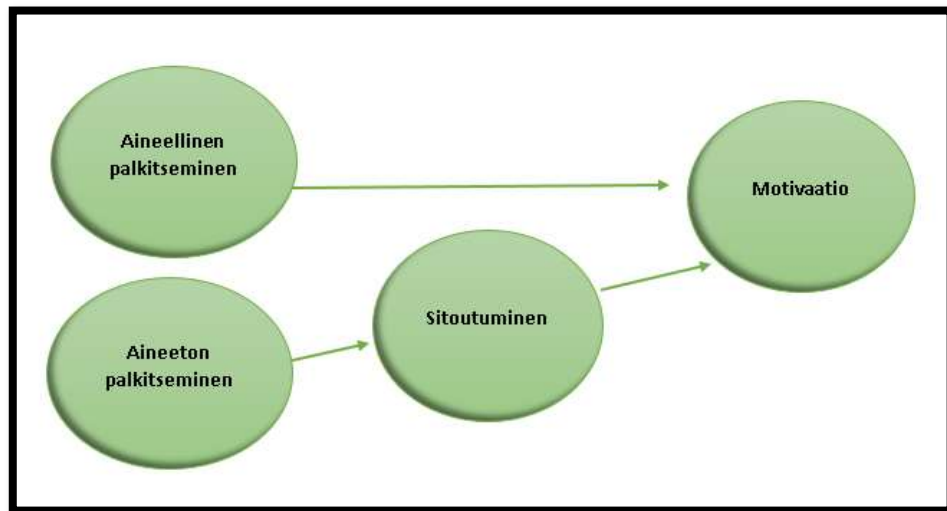 Aineellinen
palkitseminen
Motivaatio
Sitoutuminen
Aineeton
palkitseminen